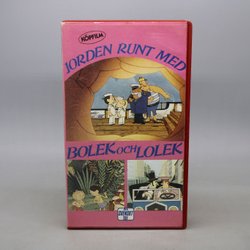 KÖPFILM
JORDEN RUNT MED
BOLEK OCH LOLEK